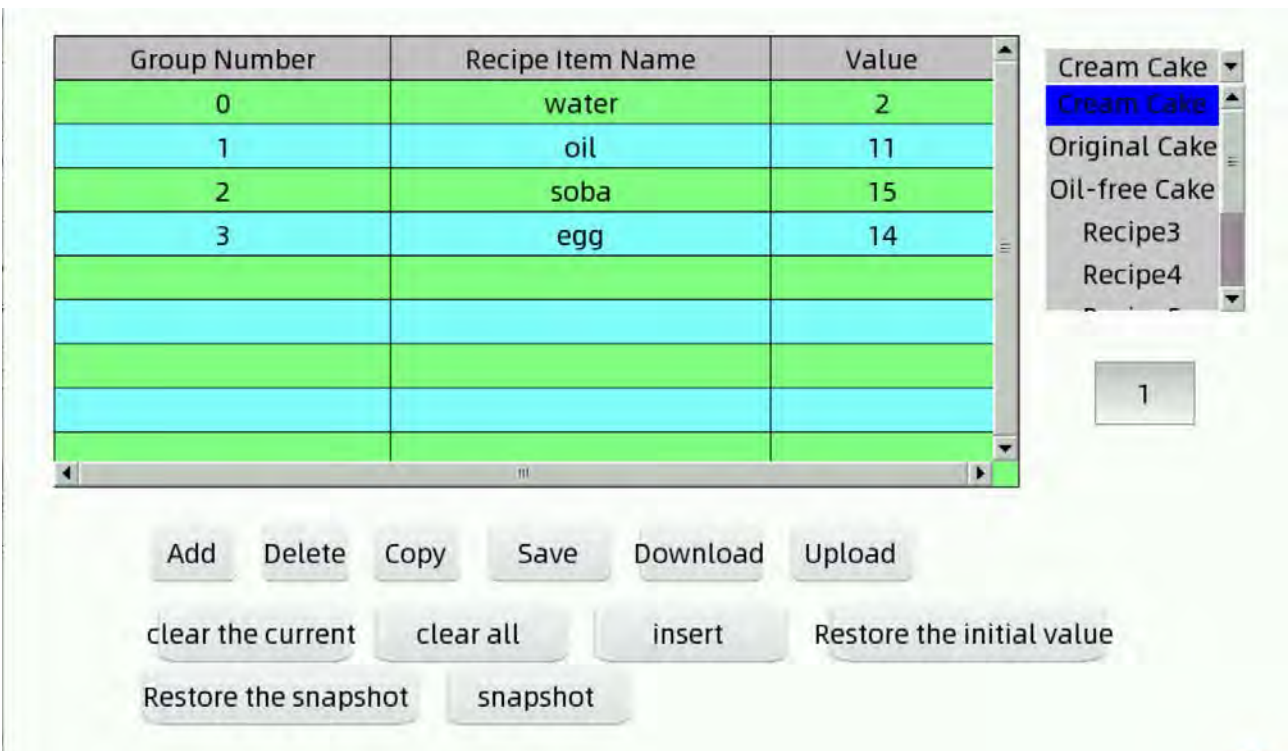 Group Number Recipe Item Name Value
0 water 2
1 oil 11
2 soba 15
3 egg 14
Cream Cake
Cream Cake
Original Cake
Oil-free Cake
Recipe3
Recipe4
1
Add Delete Copy Save Download Upload
clear the current clear all insert Restore the initial value
Restore the snapshot snapshot